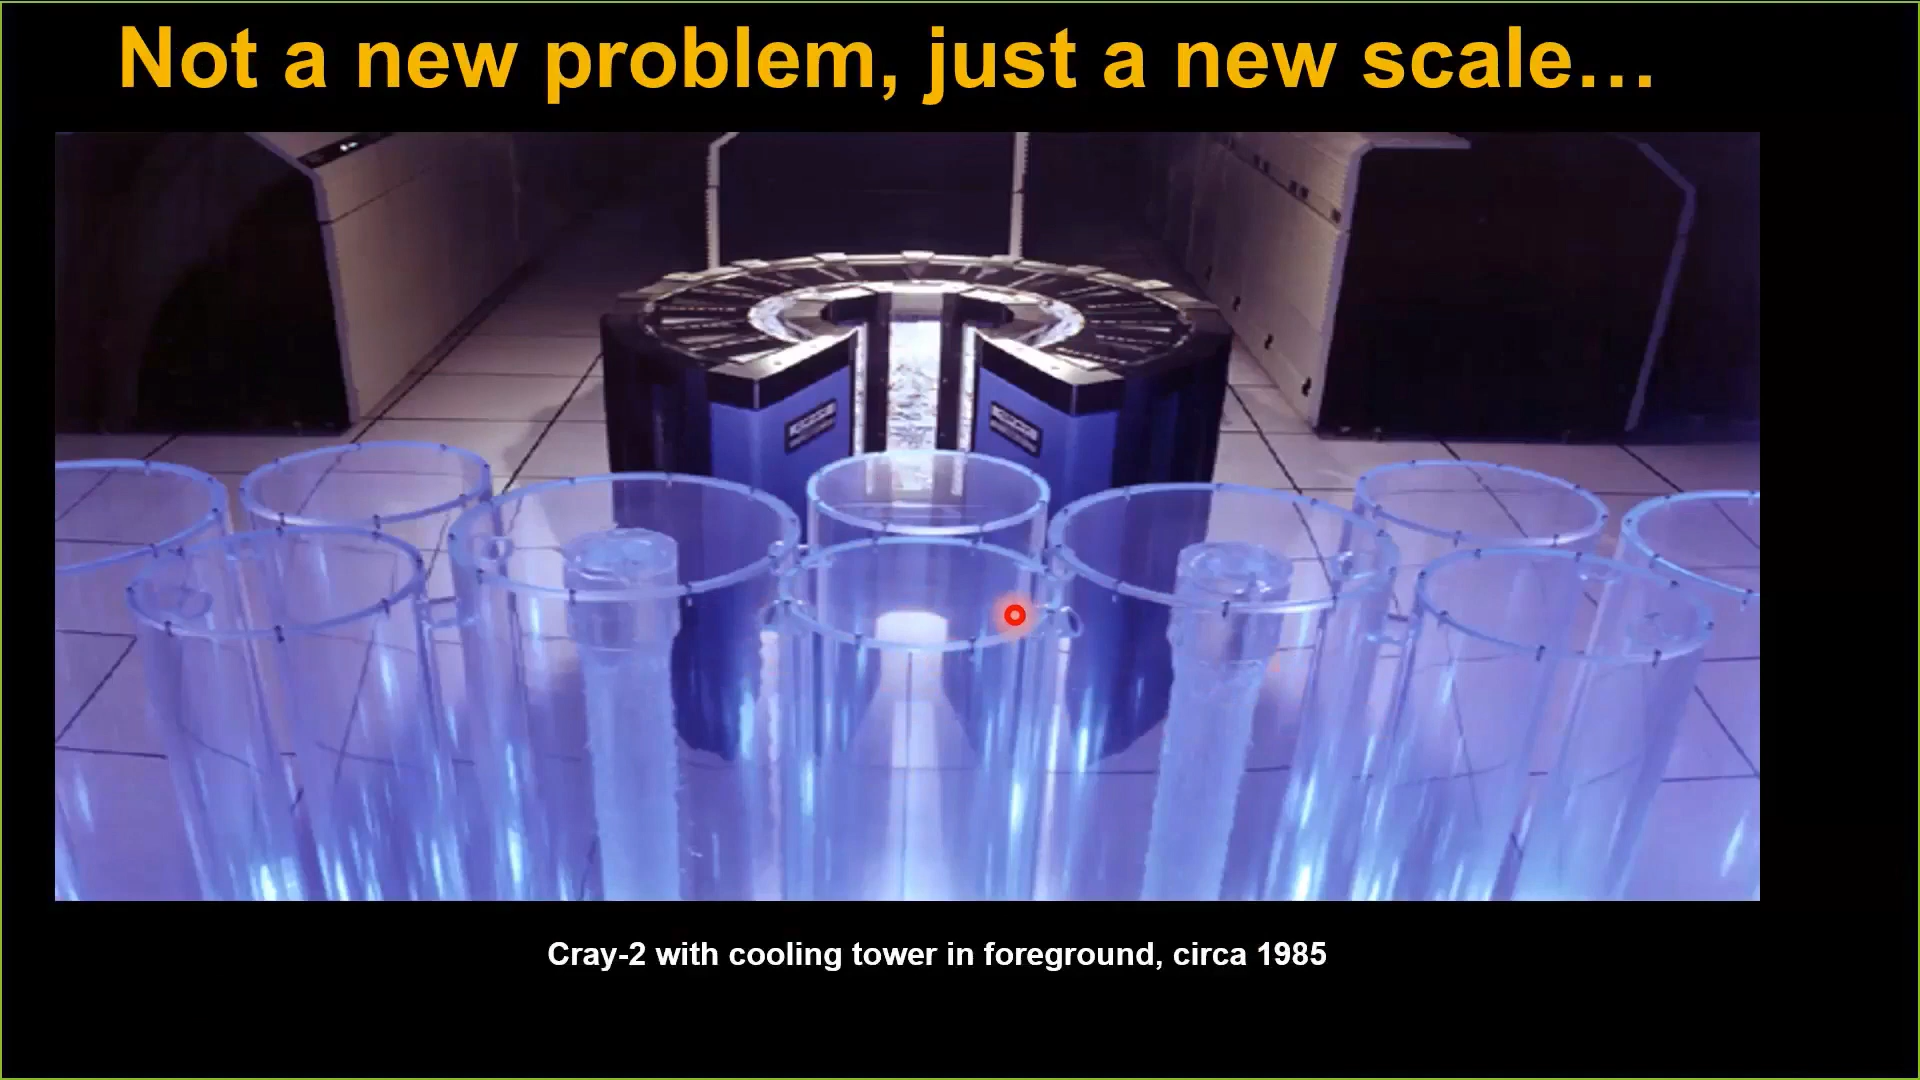 Not a new problem, just a new scale…
Cray-2 with cooling tower in foreground, circa 1985